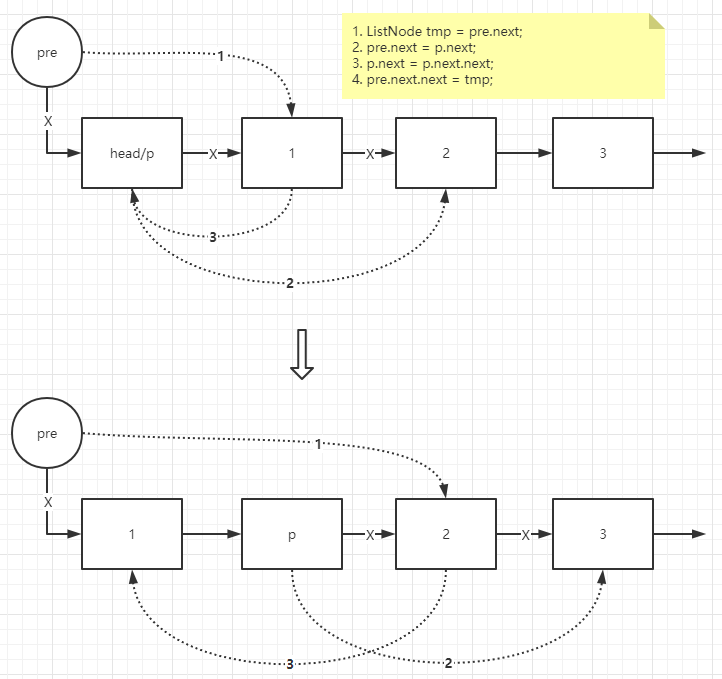 1. ListNode tmp = pre.next;
2. pre.next = p.next;
3. p.next = p.next.next;
4. pre.next.next = tmp;
pre
1
X
head/p
X
1
X
2
3
3
2
pre
1
X
1
p
X
2
X
3
3
2